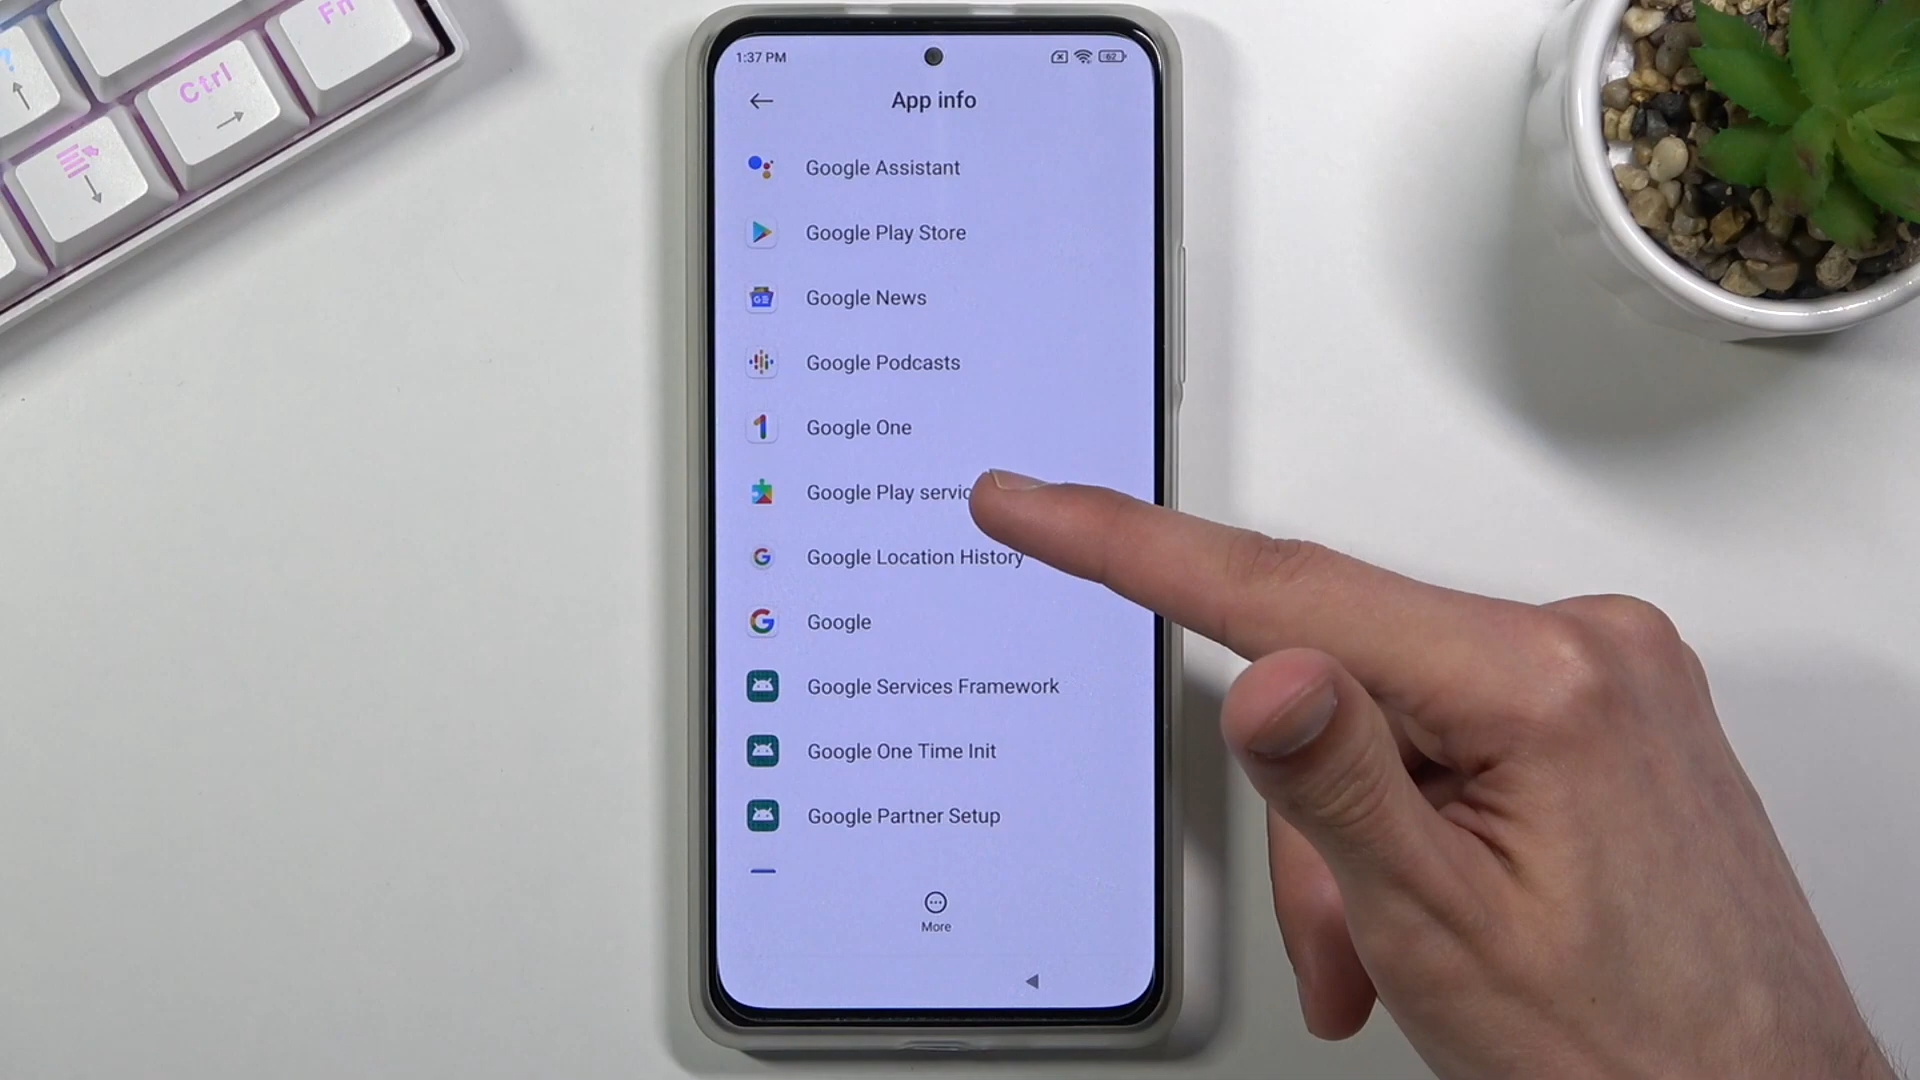 Fn
Ctrl
?
1:37 PM
62
App info
Google Assistant
Google Play Store
Google News
Google Podcasts
Google One
Google Play servic
Google Location History
Google
Google Services Framework
Google One Time Init
Google Partner Setup
More